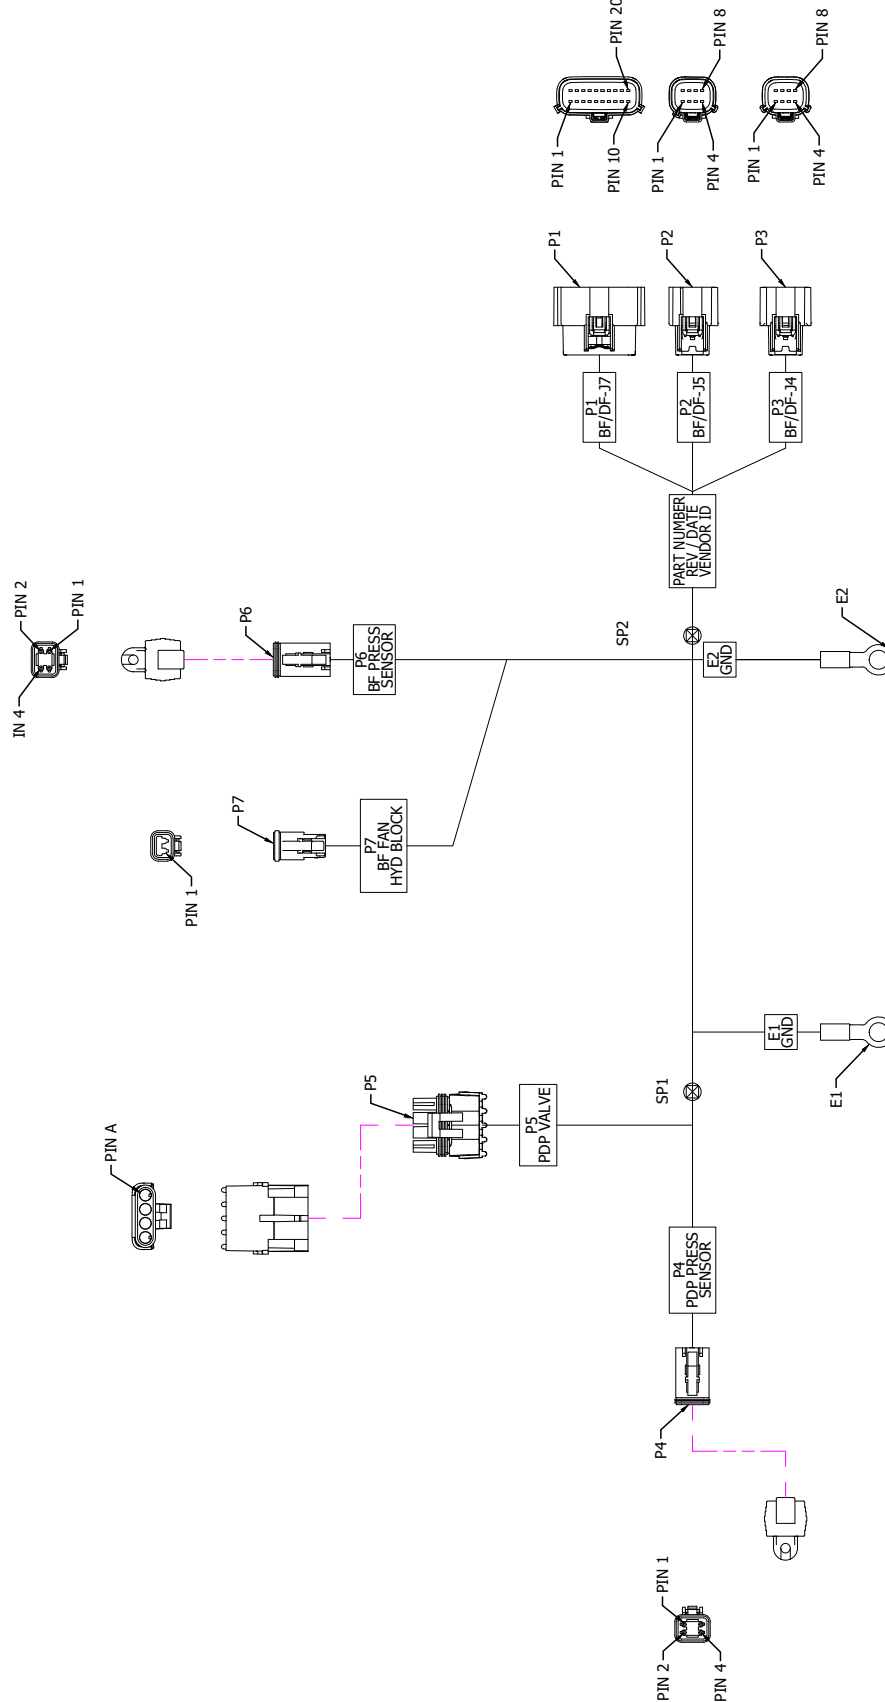 PIN 20
PIN 8
PIN 8
PIN 1
PIN 10
PIN 1
PIN 4
PIN 1
PIN 4
P1
P2
P3
P1
BF/DF-J7
P2
BF/DF-J5
P3
BF/DF-J4
PART NUMBER
REV / DATE
VENDOR ID
IN 4
PIN 2
PIN 1
P6
P6
BF PRESS
SENSOR
SP2
E2
GND
E2
PIN 1
P7
P7
BF FAN
HYD BLOCK
PIN A
P5
P5
PDP VALVE
SP1
E1
GND
E1
P4
PDP PRESS
SENSOR
P4
PIN 1
PIN 2
PIN 4